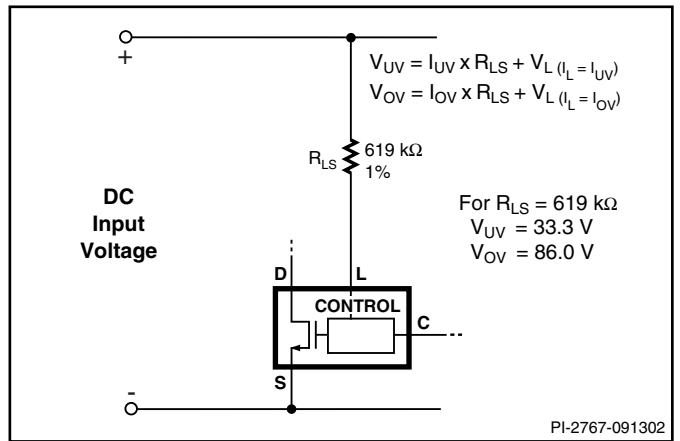 +
V_UV = I_UV x R_LS + V_L (I_L = I_UV)
V_OV = I_OV x R_LS + V_L (I_L = I_OV)
R_LS
619 kΩ
1%
DC
Input
Voltage
For R_LS = 619 kΩ
V_UV = 33.3 V
V_OV = 86.0 V
D
L
CONTROL
C
S
-
PI-2767-091302